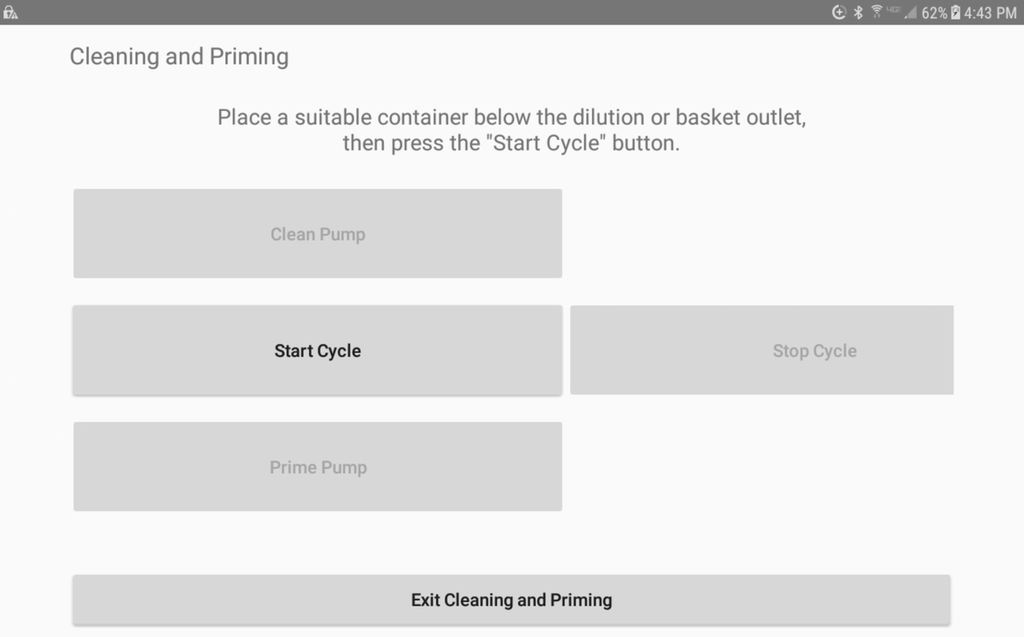 62% 4:43 PM
Cleaning and Priming
Place a suitable container below the dilution or basket outlet,
then press the "Start Cycle" button.
Clean Pump
Start Cycle
Stop Cycle
Prime Pump
Exit Cleaning and Priming